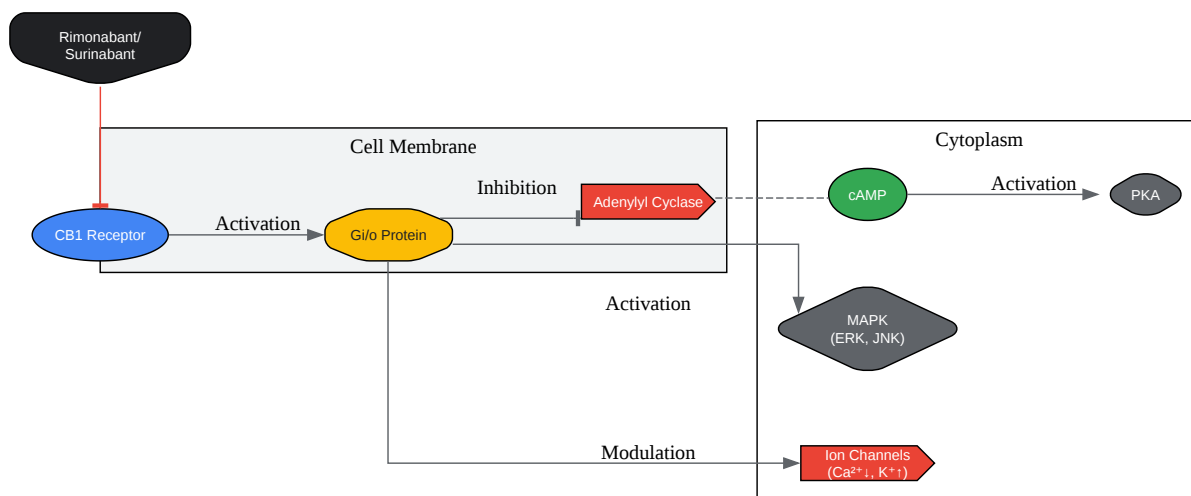 Rimonabant/
Surinabant
Cell Membrane
Cytoplasm
Inhibition
Adenylyl Cyclase
cAMP
Activation
PKA
CB1 Receptor
Activation
Gi/o Protein
Activation
MAPK
(ERK, JNK)
Modulation
Ion Channels
(Ca²⁺↓, K⁺↑)